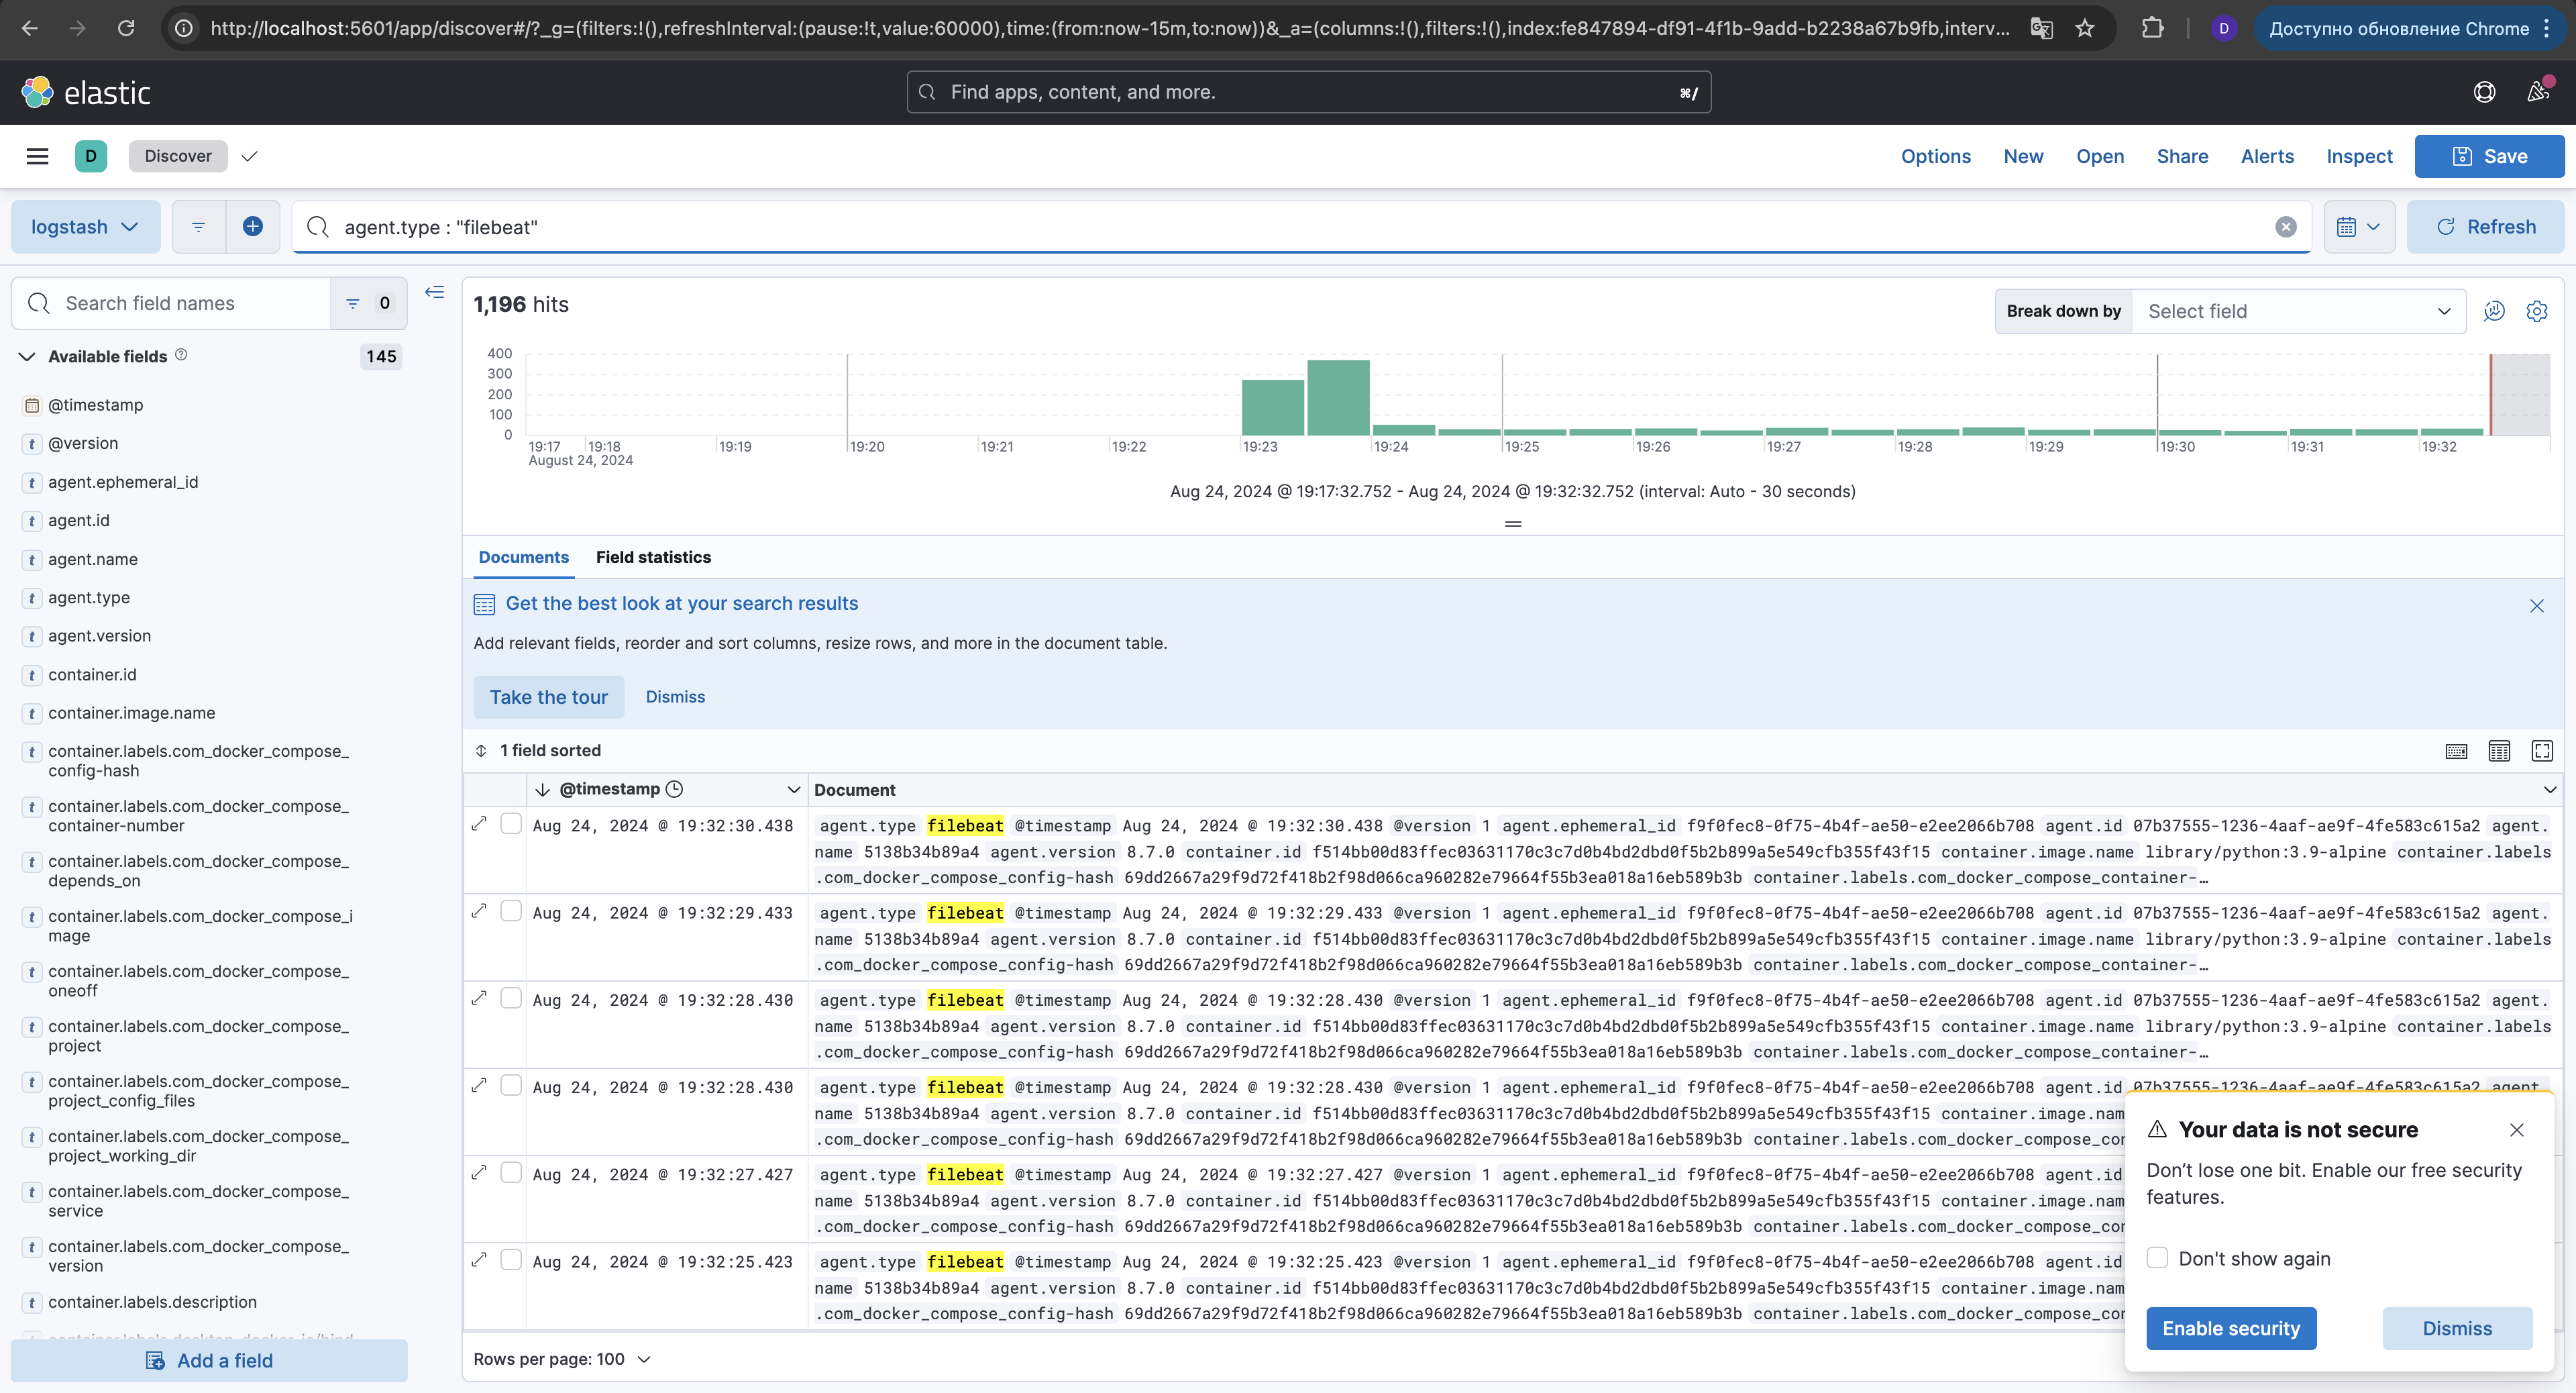 http://localhost:5601/app/discover#/?_g=(filters:!(),refreshInterval:(pause:!t,value:60000),time:(from:now-15m,to:now))&_a=(columns:!(),filters:!(),index:fe847894-df91-4f1b-9add-b2238a67b9fb,interv...
D
Доступно обновление Chrome
elastic
Find apps, content, and more.
⌘/
D
Discover
Options
New
Open
Share
Alerts
Inspect
Save
logstash
agent.type : "filebeat"
Refresh
Search field names
0
Available fields
145
@timestamp
@version
agent.ephemeral_id
agent.id
agent.name
agent.type
agent.version
container.id
container.image.name
container.labels.com_docker_compose_
config-hash
container.labels.com_docker_compose_
container-number
container.labels.com_docker_compose_
depends_on
container.labels.com_docker_compose_i
mage
container.labels.com_docker_compose_
oneoff
container.labels.com_docker_compose_
project
container.labels.com_docker_compose_
project_config_files
container.labels.com_docker_compose_
project_working_dir
container.labels.com_docker_compose_
service
container.labels.com_docker_compose_
version
container.labels.description
Add a field
1,196 hits
Break down by
Select field
400
300
200
100
0
19:17 19:18 19:19 19:20 19:21 19:22 19:23 19:24 19:25 19:26 19:27 19:28 19:29 19:30 19:31 19:32
August 24, 2024
Aug 24, 2024 @ 19:17:32.752 - Aug 24, 2024 @ 19:32:32.752 (interval: Auto - 30 seconds)
Documents
Field statistics
Get the best look at your search results
Add relevant fields, reorder and sort columns, resize rows, and more in the document table.
Take the tour
Dismiss
1 field sorted
@timestamp
Document
Aug 24, 2024 @ 19:32:30.438
agent.type filebeat @timestamp Aug 24, 2024 @ 19:32:30.438 @version 1 agent.ephemeral_id f9f0fec8-0f75-4b4f-ae50-e2ee2066b708 agent.id 07b37555-1236-4aaf-ae9f-4fe583c615a2 agent.
name 5138b34b89a4 agent.version 8.7.0 container.id f514bb00d83ffec03631170c3c7d0b4bd2dbd0f5b2b899a5e549cfb355f43f15 container.image.name library/python:3.9-alpine container.labels
.com_docker_compose_config-hash 69dd2667a29f9d72f418b2f98d066ca960282e79664f55b3ea018a16eb589b3b container.labels.com_docker_compose_container-…
Aug 24, 2024 @ 19:32:29.433
agent.type filebeat @timestamp Aug 24, 2024 @ 19:32:29.433 @version 1 agent.ephemeral_id f9f0fec8-0f75-4b4f-ae50-e2ee2066b708 agent.id 07b37555-1236-4aaf-ae9f-4fe583c615a2 agent.
name 5138b34b89a4 agent.version 8.7.0 container.id f514bb00d83ffec03631170c3c7d0b4bd2dbd0f5b2b899a5e549cfb355f43f15 container.image.name library/python:3.9-alpine container.labels
.com_docker_compose_config-hash 69dd2667a29f9d72f418b2f98d066ca960282e79664f55b3ea018a16eb589b3b container.labels.com_docker_compose_container-…
Aug 24, 2024 @ 19:32:28.430
agent.type filebeat @timestamp Aug 24, 2024 @ 19:32:28.430 @version 1 agent.ephemeral_id f9f0fec8-0f75-4b4f-ae50-e2ee2066b708 agent.id 07b37555-1236-4aaf-ae9f-4fe583c615a2 agent.
name 5138b34b89a4 agent.version 8.7.0 container.id f514bb00d83ffec03631170c3c7d0b4bd2dbd0f5b2b899a5e549cfb355f43f15 container.image.name library/python:3.9-alpine container.labels
.com_docker_compose_config-hash 69dd2667a29f9d72f418b2f98d066ca960282e79664f55b3ea018a16eb589b3b container.labels.com_docker_compose_container-…
Aug 24, 2024 @ 19:32:28.430
agent.type filebeat @timestamp Aug 24, 2024 @ 19:32:28.430 @version 1 agent.ephemeral_id f9f0fec8-0f75-4b4f-ae50-e2ee2066b708 agent.id 07b37555-1236-4aaf-ae9f-4fe583c615a2 agent.
name 5138b34b89a4 agent.version 8.7.0 container.id f514bb00d83ffec03631170c3c7d0b4bd2dbd0f5b2b899a5e549cfb355f43f15 container.image.nam
.com_docker_compose_config-hash 69dd2667a29f9d72f418b2f98d066ca960282e79664f55b3ea018a16eb589b3b container.labels.com_docker_compose_cor
Aug 24, 2024 @ 19:32:27.427
agent.type filebeat @timestamp Aug 24, 2024 @ 19:32:27.427 @version 1 agent.ephemeral_id f9f0fec8-0f75-4b4f-ae50-e2ee2066b708 agent.id
name 5138b34b89a4 agent.version 8.7.0 container.id f514bb00d83ffec03631170c3c7d0b4bd2dbd0f5b2b899a5e549cfb355f43f15 container.image.nam
.com_docker_compose_config-hash 69dd2667a29f9d72f418b2f98d066ca960282e79664f55b3ea018a16eb589b3b container.labels.com_docker_compose_cor
Aug 24, 2024 @ 19:32:25.423
agent.type filebeat @timestamp Aug 24, 2024 @ 19:32:25.423 @version 1 agent.ephemeral_id f9f0fec8-0f75-4b4f-ae50-e2ee2066b708 agent.id
name 5138b34b89a4 agent.version 8.7.0 container.id f514bb00d83ffec03631170c3c7d0b4bd2dbd0f5b2b899a5e549cfb355f43f15 container.image.nam
.com_docker_compose_config-hash 69dd2667a29f9d72f418b2f98d066ca960282e79664f55b3ea018a16eb589b3b container.labels.com_docker_compose_cor
Rows per page: 100
Your data is not secure
Don’t lose one bit. Enable our free security
features.
Don't show again
Enable security
Dismiss